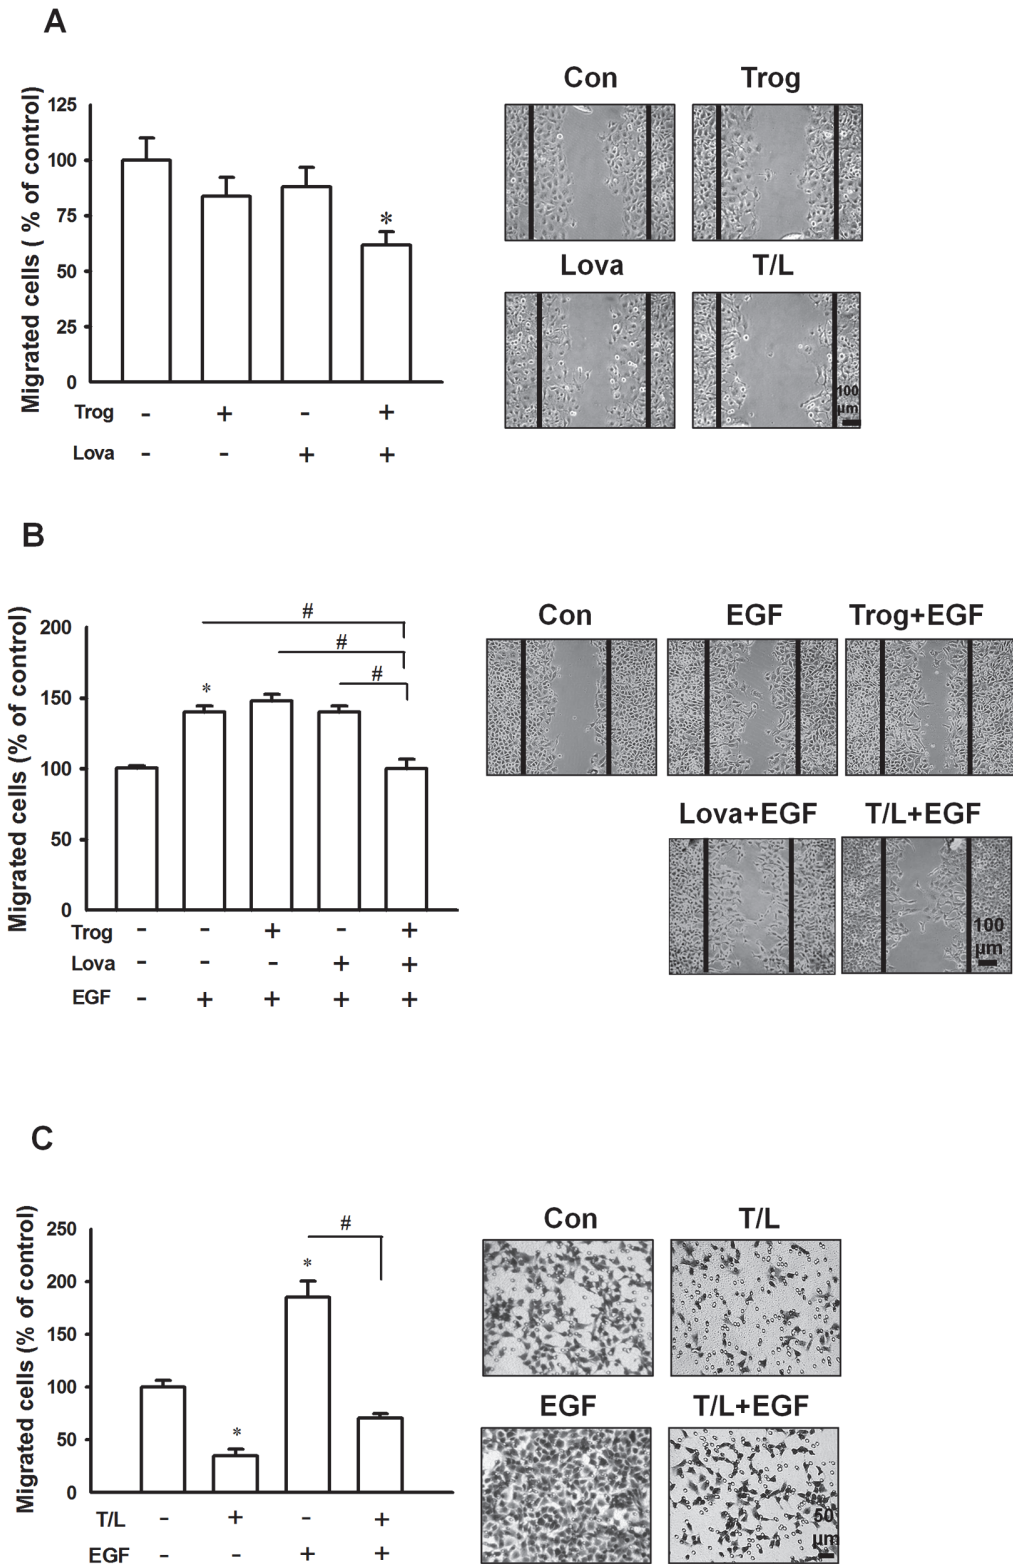 A
Migrated cells ( % of control)
125
100
75
50
25
0
*
Trog - + - +
Lova - - + +
Con
Trog
Lova
T/L
100
µm
B
Migrated cells (% of control)
200
150
100
50
0
#
#
#
*
Trog - - + - +
Lova - - - + +
EGF - + + + +
Con
EGF
Trog+EGF
Lova+EGF
T/L+EGF
100
µm
C
Migrated cells (% of control)
250
200
150
100
50
0
#
*
*
T/L - + - +
EGF - - + +
Con
T/L
EGF
T/L+EGF
50
µm